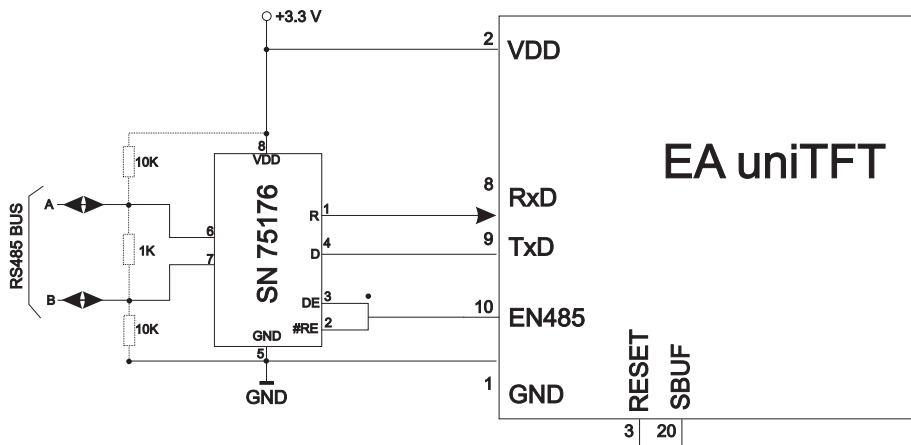 +3.3 V
2
VDD
8
VDD
10K
EA uniTFT
RS485 BUS
A
6
SN 75176
R
1
8
RxD
1K
7
D
4
9
TxD
B
DE
3
10
EN485
10K
#RE
2
GND
5
GND
1
GND
RESET
SBUF
3
20